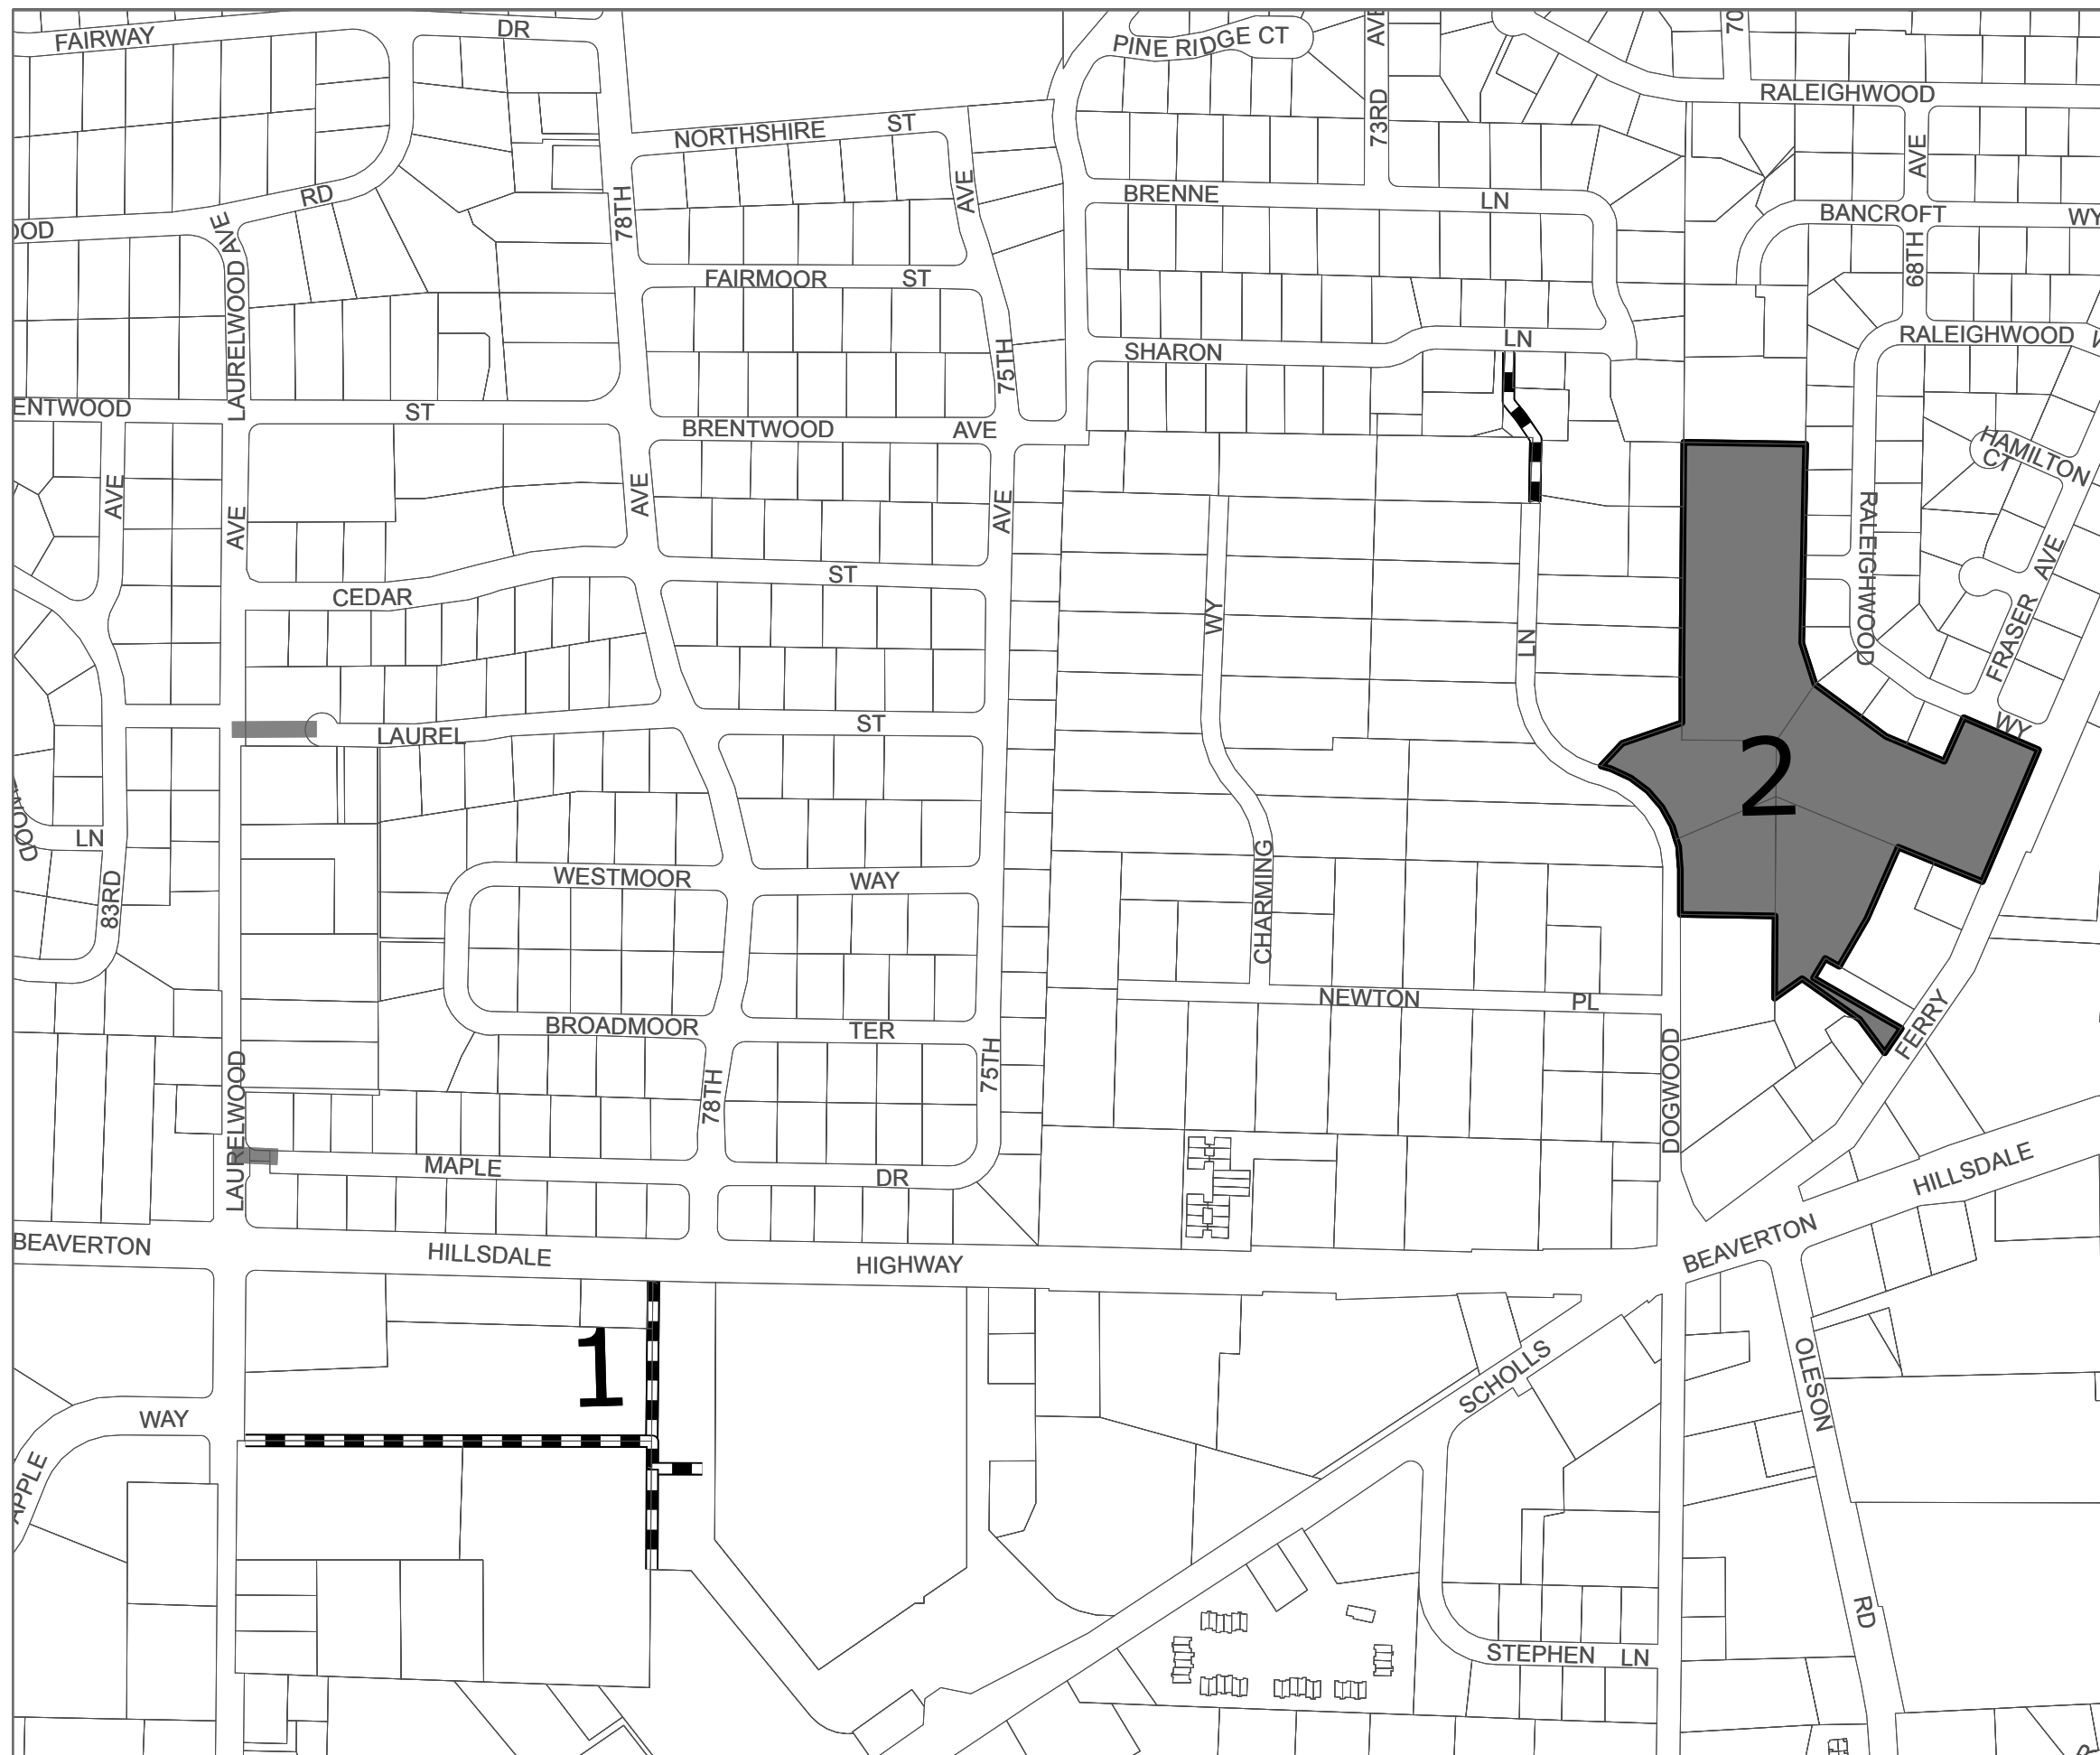 FAIRWAY
DR
PINE RIDGE CT
AVE
73RD
70
RALEIGHWOOD
NORTHSHIRE
ST
AVE
AVE
BRENNE
LN
BANCROFT
WY
RD
78TH
OOD
AVE
68TH
FAIRMOOR
ST
LAURELWOOD
SHARON
LN
RALEIGHWOOD
75TH
ENTWOOD
ST
BRENTWOOD
AVE
HAMILTON
CT
AVE
AVE
AVE
AVE
RALEIGHWOOD
AVE
FRASER
ST
CEDAR
WY
LN
LAUREL
ST
WY
2
LN
83RD
WESTMOOR
WAY
CHARMING
BROADMOOR
TER
NEWTON
PL
FERRY
LAURELWOOD
78TH
75TH
DOGWOOD
MAPLE
DR
HILLSDALE
BEAVERTON
HILLSDALE
HIGHWAY
BEAVERTON
1
SCHOLLS
OLESON
WAY
APPLE
RD
STEPHEN
LN